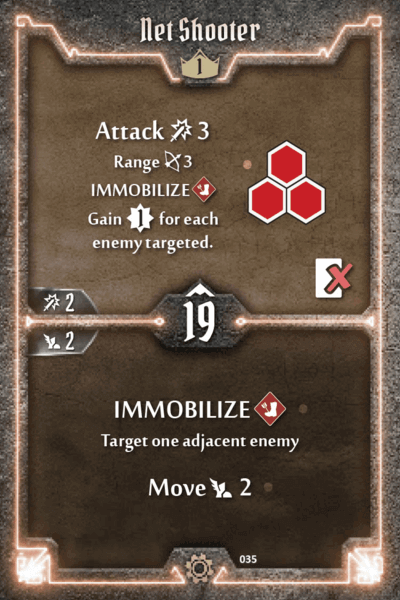 Net Shooter
1
Attack 3
Range 3
IMMOBILIZE
Gain 1 for each
enemy targeted.
2
19
2
IMMOBILIZE
Target one adjacent enemy
Move 2
035